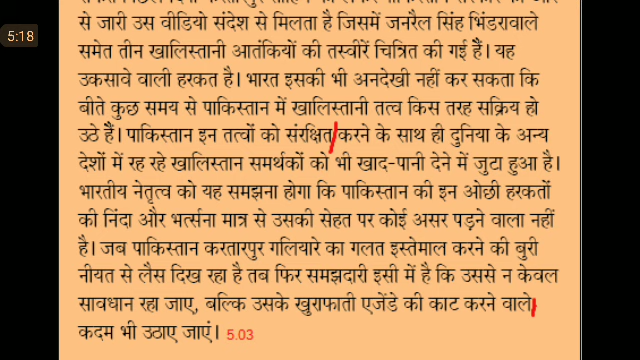 5:18
से जारी उस वीडियो संदेश से मिलता है जिसमें जनरैल सिंह भिंडरावाले
समेत तीन खालिस्तानी आतंकियों की तस्वीरें चित्रित की गई हैं। यह
उकसावे वाली हरकत है। भारत इसकी भी अनदेखी नहीं कर सकता कि
बीते कुछ समय से पाकिस्तान में खालिस्तानी तत्व किस तरह सक्रिय हो
उठे हैं। पाकिस्तान इन तत्वों को संरक्षित करने के साथ ही दुनिया के अन्य
देशों में रह रहे खालिस्तान समर्थकों को भी खाद-पानी देने में जुटा हुआ है।
भारतीय नेतृत्व को यह समझना होगा कि पाकिस्तान की इन ओछी हरकतों
की निंदा और भर्त्सना मात्र से उसकी सेहत पर कोई असर पड़ने वाला नहीं
है। जब पाकिस्तान करतारपुर गलियारे का गलत इस्तेमाल करने की बुरी
नीयत से लैस दिख रहा है तब फिर समझदारी इसी में है कि उससे न केवल
सावधान रहा जाए, बल्कि उसके खुराफाती एजेंडे की काट करने वाले
कदम भी उठाए जाएं। 5.03